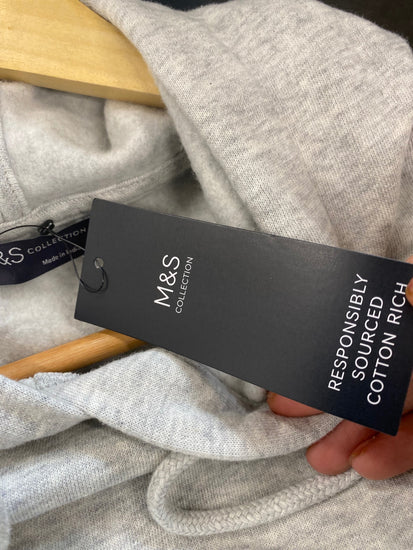 M&S
COLLECTION
RESPONSIBLY
SOURCED
COTTON RICH
M&S COLLECTION
Made in